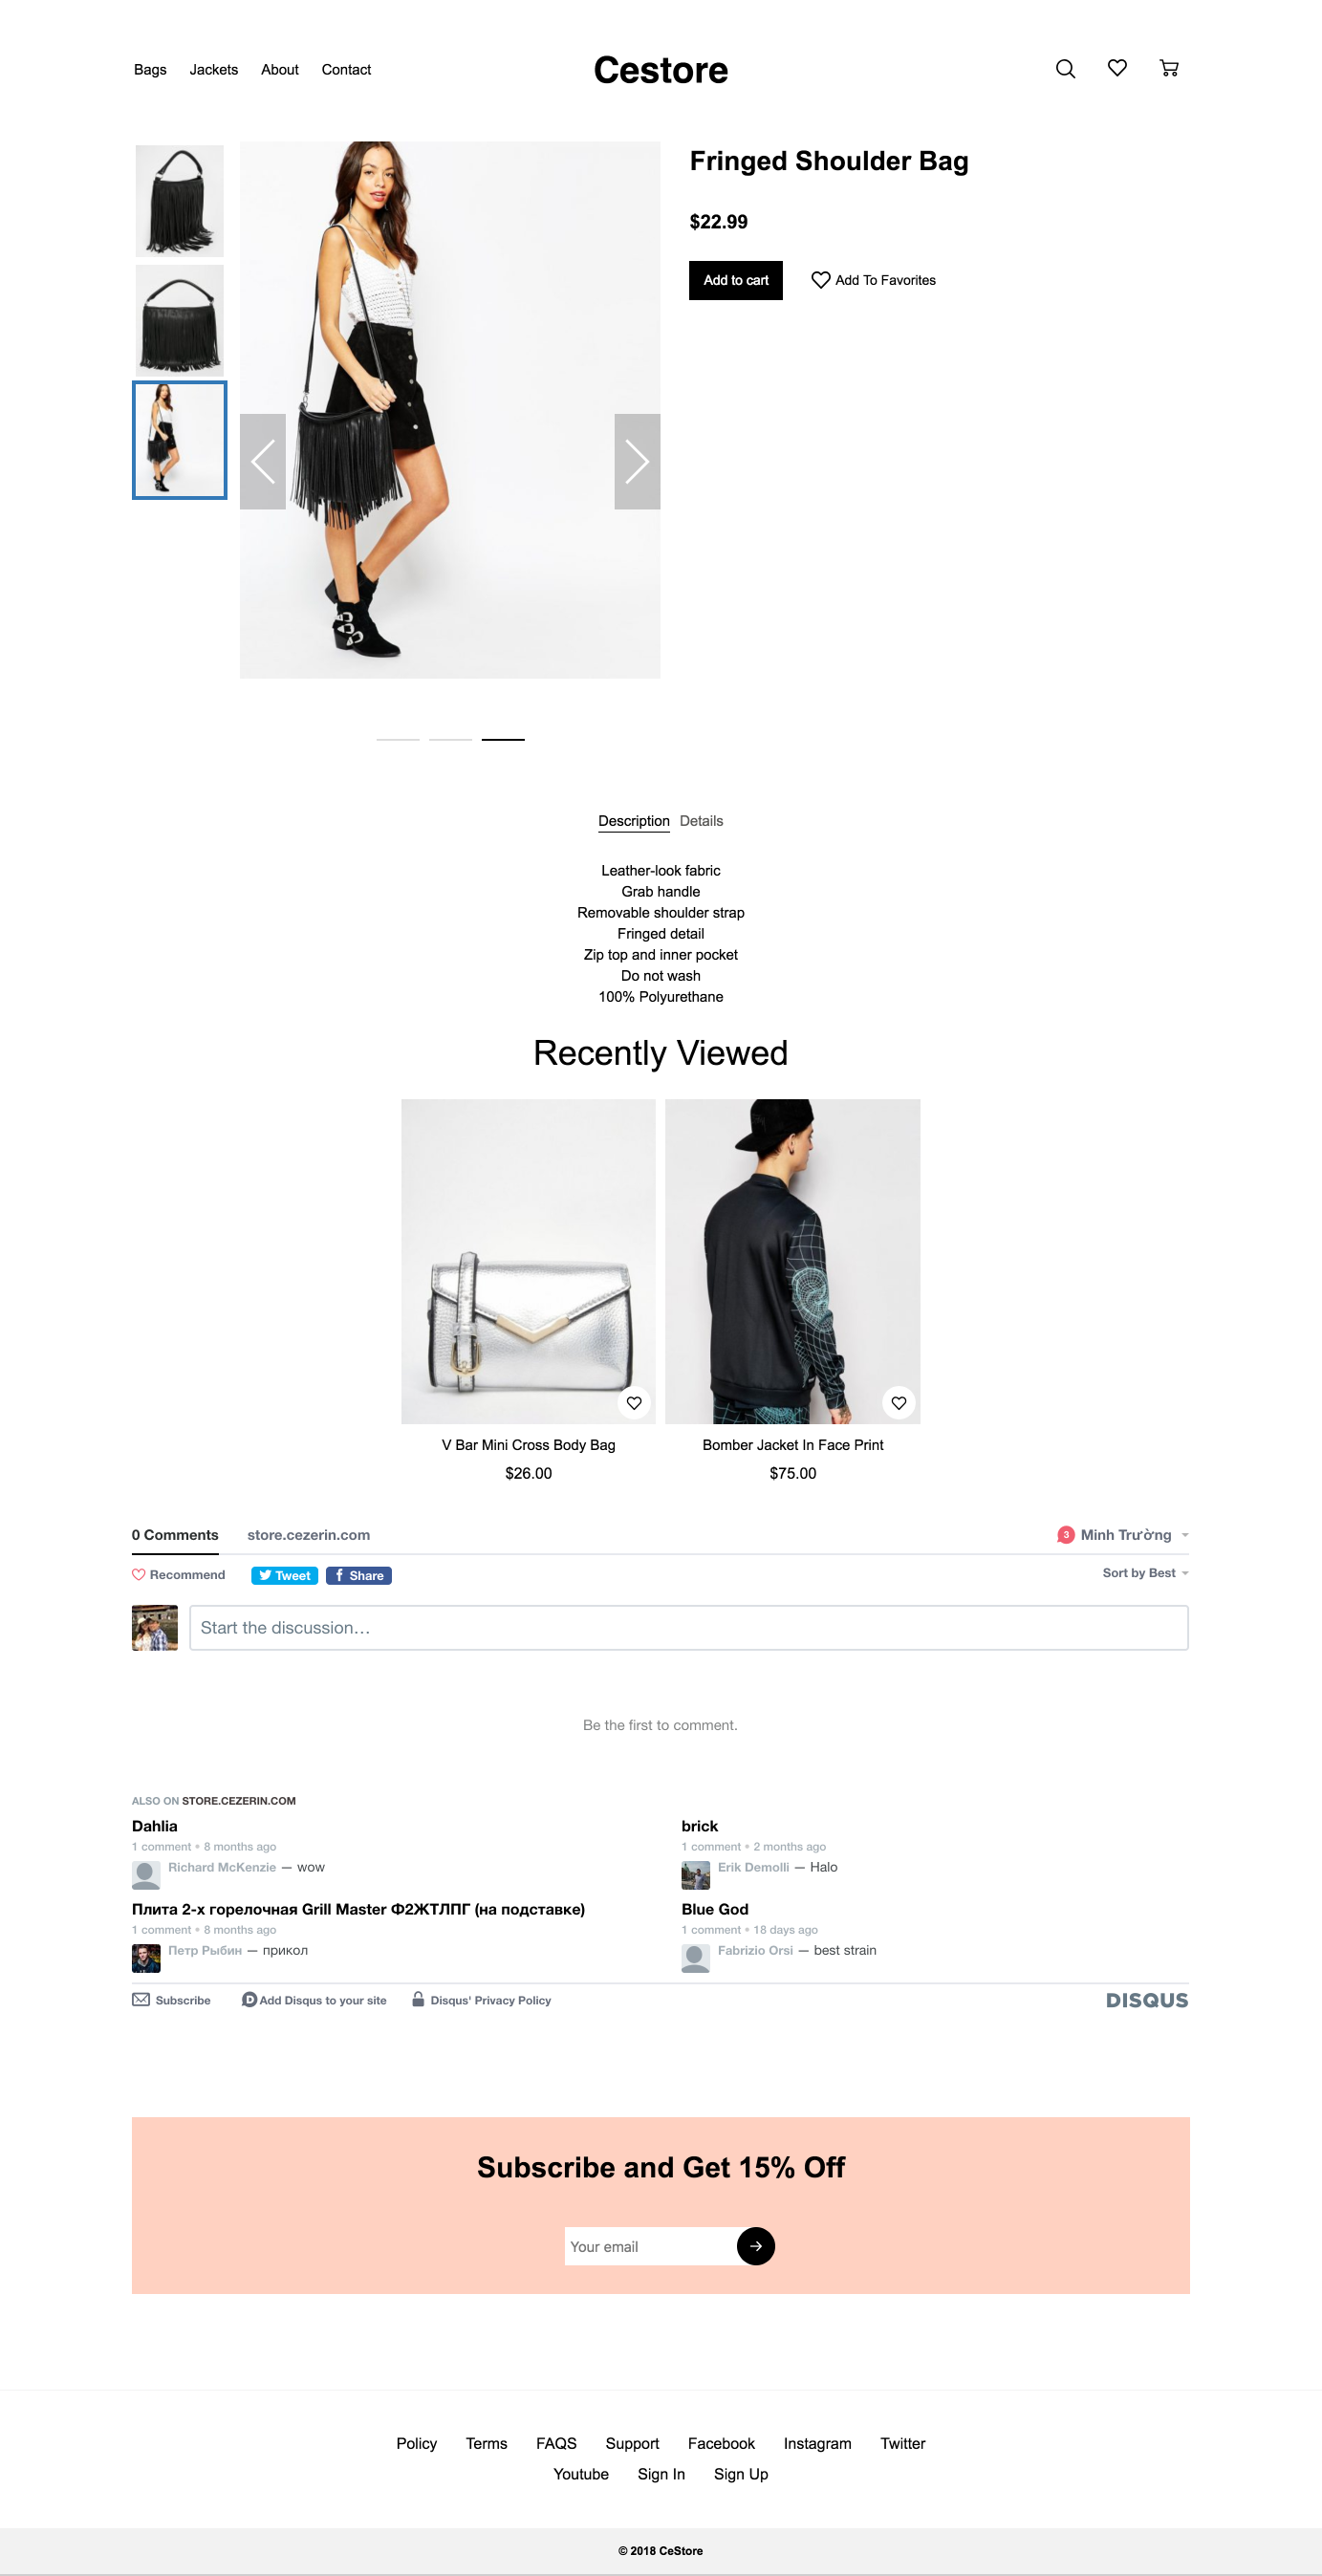 Bags Jackets About Contact
Cestore
Fringed Shoulder Bag
$22.99
Add to cart
Add To Favorites
Description Details
Leather-look fabric
Grab handle
Removable shoulder strap
Fringed detail
Zip top and inner pocket
Do not wash
100% Polyurethane
Recently Viewed
V Bar Mini Cross Body Bag
$26.00
Bomber Jacket In Face Print
$75.00
0 Comments store.cezerin.com 3 Minh Trường
Recommend Tweet Share Sort by Best
Start the discussion…
Be the first to comment.
ALSO ON STORE.CEZERIN.COM
Dahlia
1 comment • 8 months ago
Richard McKenzie — wow
brick
1 comment • 2 months ago
Erik Demolli — Halo
Плита 2-х горелочная Grill Master Ф2ЖТЛПГ (на подставке)
1 comment • 8 months ago
Петр Рыбин — прикол
Blue God
1 comment • 18 days ago
Fabrizio Orsi — best strain
Subscribe Add Disqus to your site Disqus' Privacy Policy DISQUS
Subscribe and Get 15% Off
Your email
Policy Terms FAQS Support Facebook Instagram Twitter
Youtube Sign In Sign Up
© 2018 CeStore